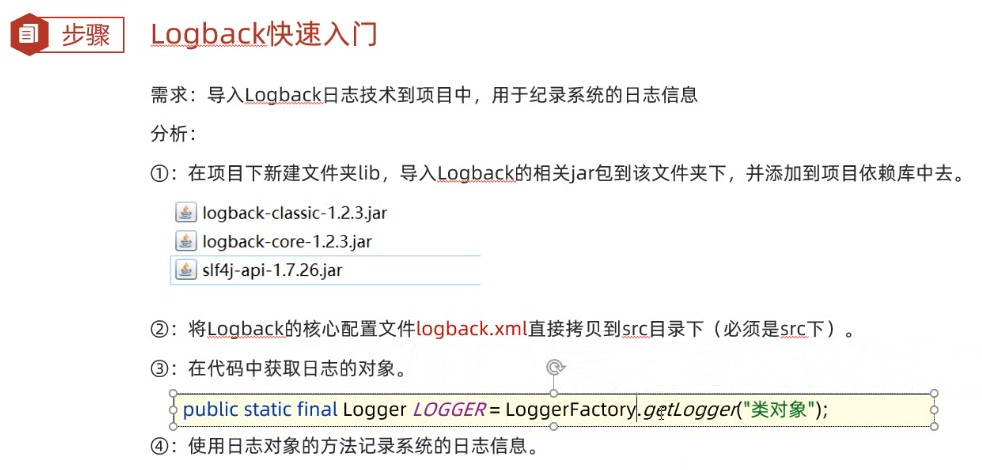 步骤
Logback快速入门
需求：导入Logback日志技术到项目中，用于纪录系统的日志信息
分析：
①：在项目下新建文件夹lib，导入Logback的相关jar包到该文件夹下，并添加到项目依赖库中去。
logback-classic-1.2.3.jar
logback-core-1.2.3.jar
slf4j-api-1.7.26.jar
②：将Logback的核心配置文件logback.xml直接拷贝到src目录下（必须是src下）。
③：在代码中获取日志的对象。
public static final Logger LOGGER = LoggerFactory.getLogger("类对象");
④：使用日志对象的方法记录系统的日志信息。